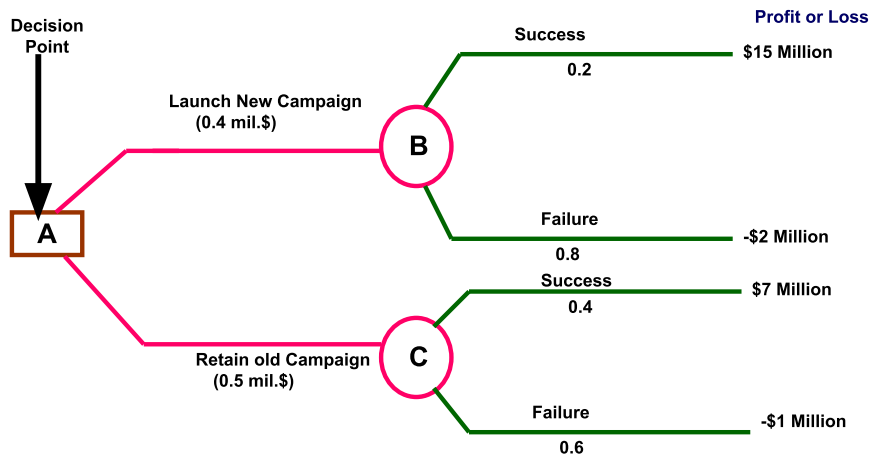 Decision
Point
Profit or Loss
Success
0.2
$15 Million
Launch New Campaign
(0.4 mil.$)
B
Failure
0.8
-$2 Million
A
Success
0.4
$7 Million
Retain old Campaign
(0.5 mil.$)
C
Failure
0.6
-$1 Million